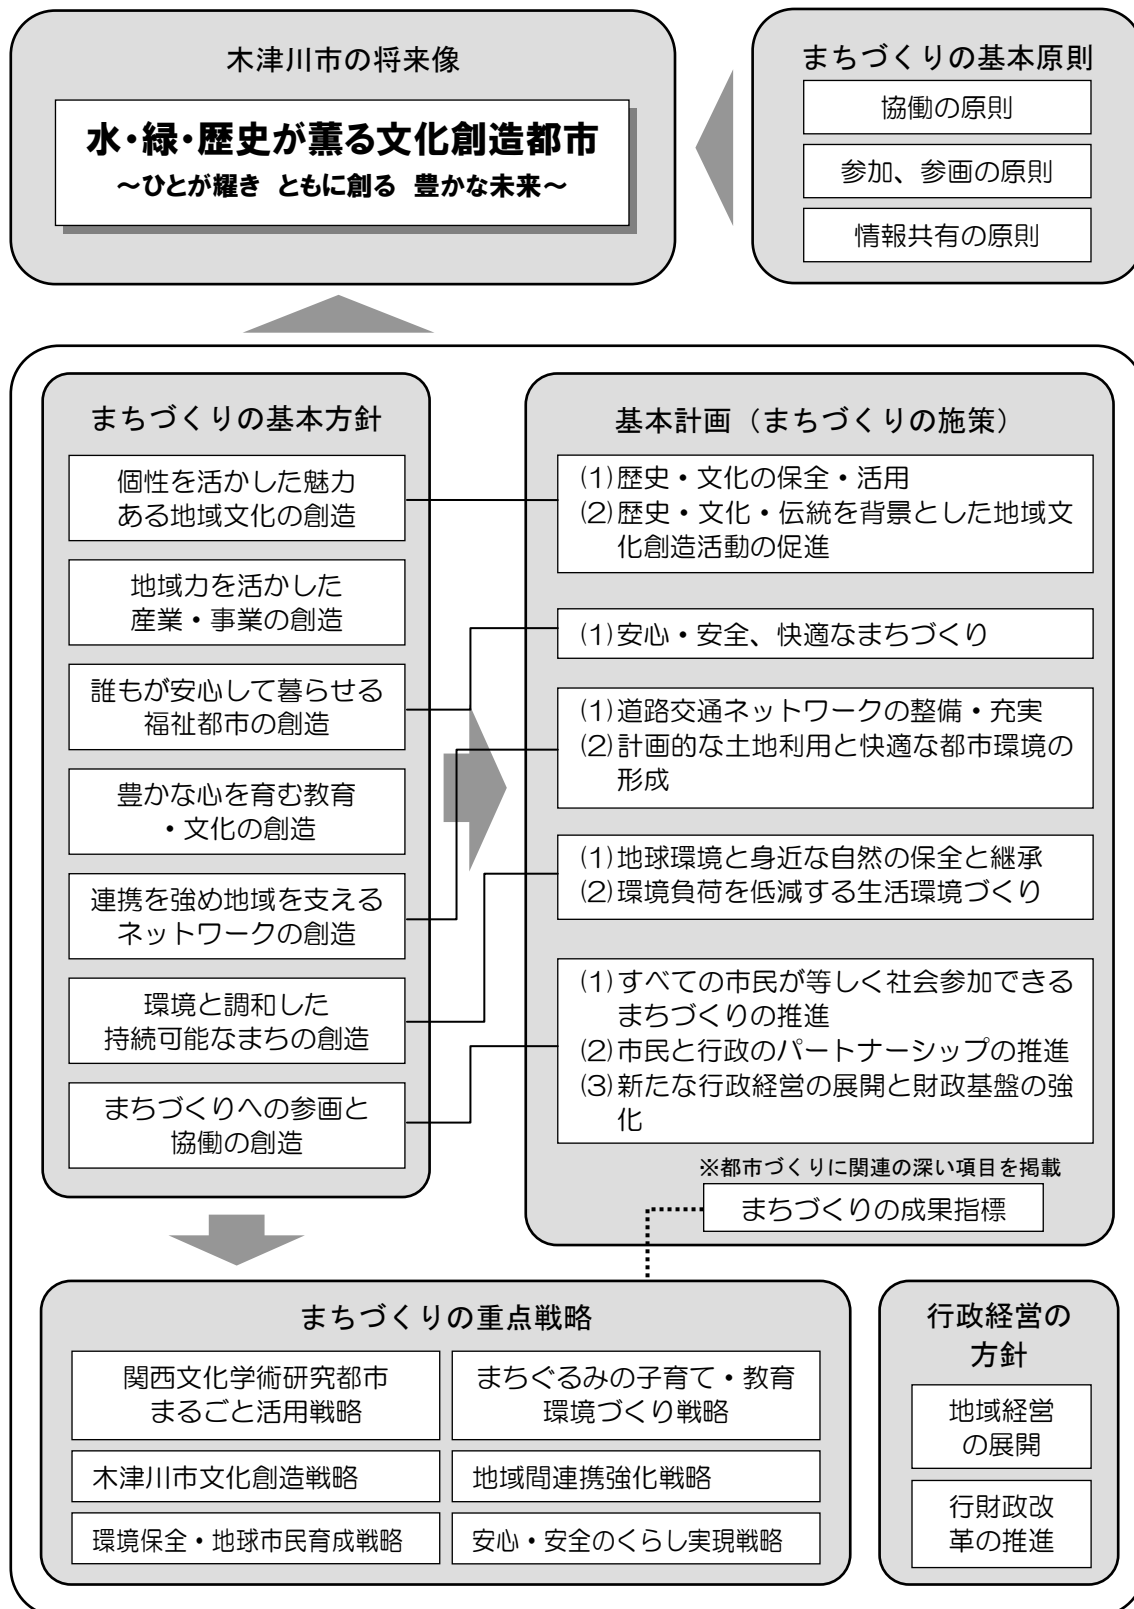 木津川市の将来像
水・緑・歴史が薫る文化創造都市
～ひとが耀き ともに創る 豊かな未来～
まちづくりの基本原則
協働の原則
参加、参画の原則
情報共有の原則
まちづくりの基本方針
個性を活かした魅力
ある地域文化の創造
地域力を活かした
産業・事業の創造
誰もが安心して暮らせる
福祉都市の創造
豊かな心を育む教育
・文化の創造
連携を強め地域を支える
ネットワークの創造
環境と調和した
持続可能なまちの創造
まちづくりへの参画と
協働の創造
基本計画（まちづくりの施策）
(1)歴史・文化の保全・活用
(2)歴史・文化・伝統を背景とした地域文
化創造活動の促進
(1)安心・安全、快適なまちづくり
(1)道路交通ネットワークの整備・充実
(2)計画的な土地利用と快適な都市環境の
形成
(1)地球環境と身近な自然の保全と継承
(2)環境負荷を低減する生活環境づくり
(1)すべての市民が等しく社会参加できる
まちづくりの推進
(2)市民と行政のパートナーシップの推進
(3)新たな行政経営の展開と財政基盤の強
化
※都市づくりに関連の深い項目を掲載
まちづくりの成果指標
まちづくりの重点戦略
関西文化学術研究都市
まるごと活用戦略
まちぐるみの子育て・教育
環境づくり戦略
木津川市文化創造戦略
地域間連携強化戦略
環境保全・地球市民育成戦略
安心・安全のくらし実現戦略
行政経営の
方針
地域経営
の展開
行財政改
革の推進